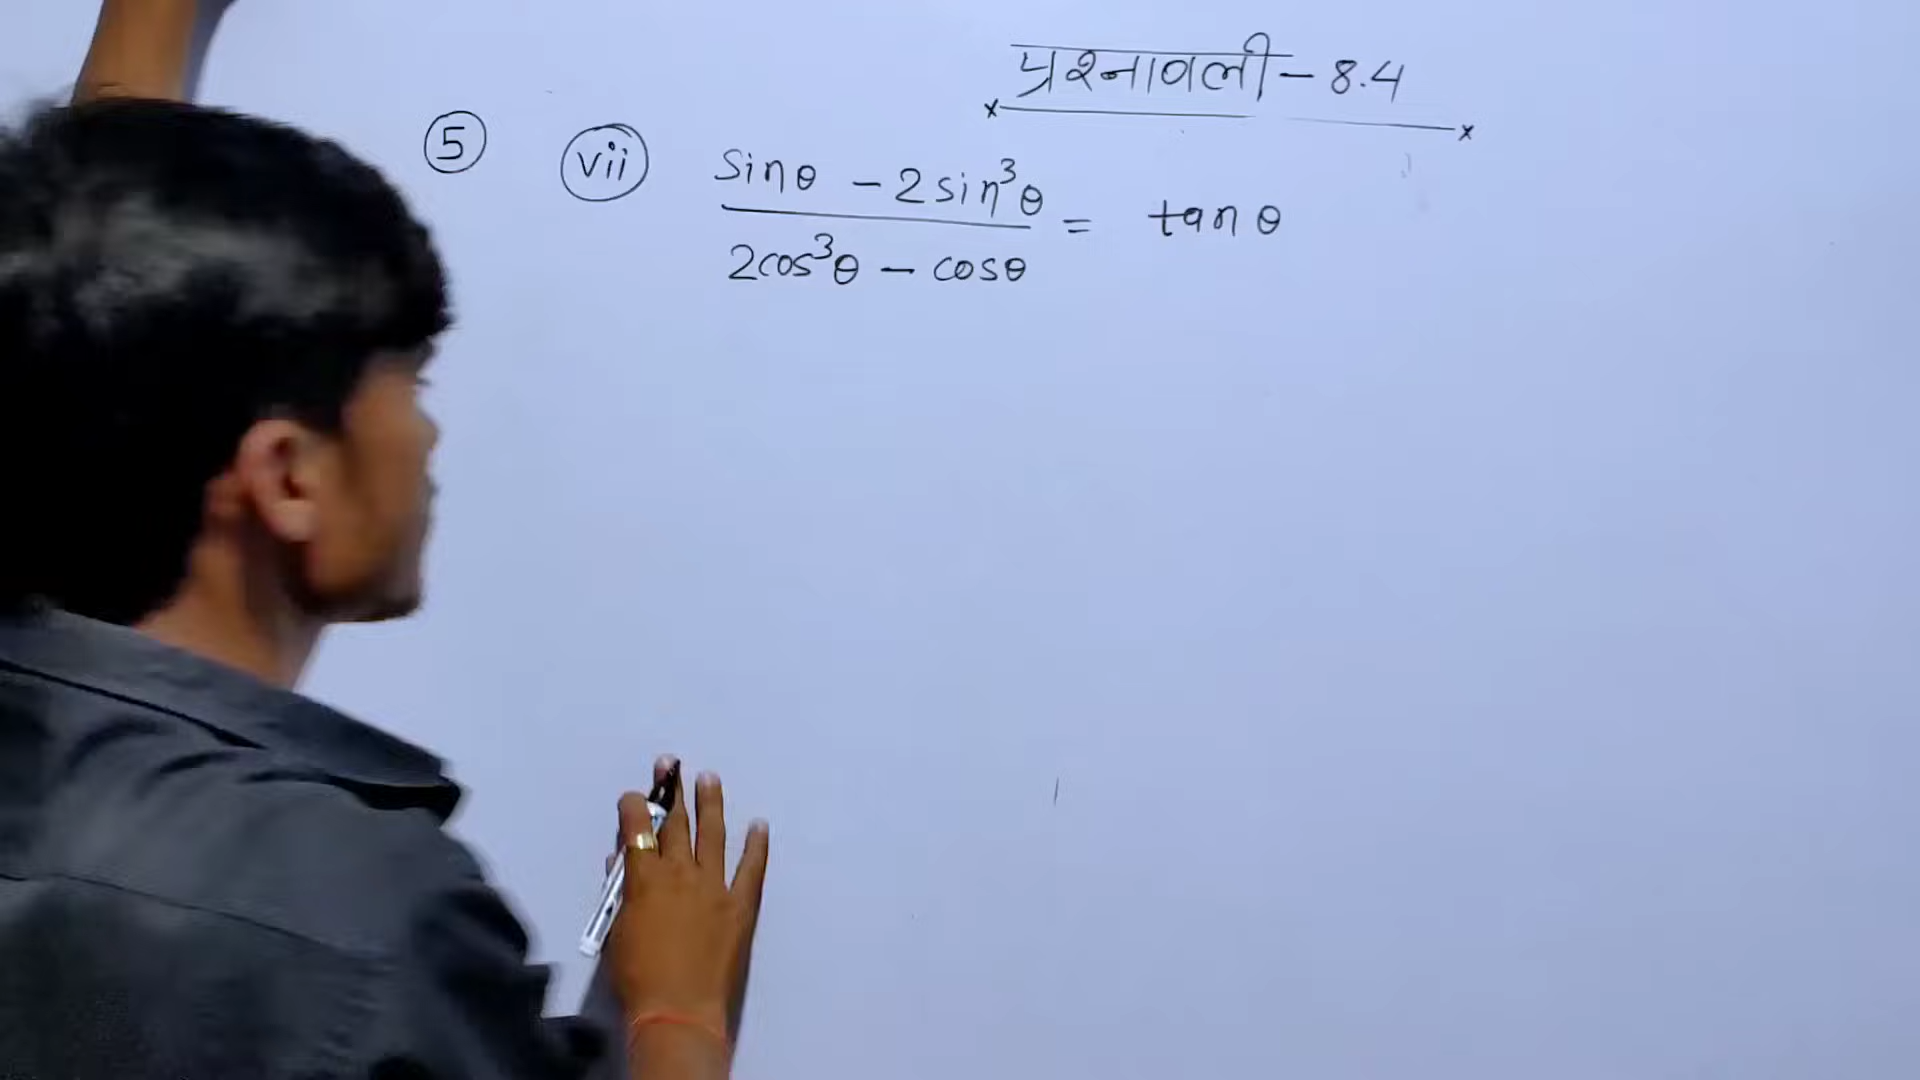 प्रश्नावली - 8.4
5 vii sinθ - 2sin³θ
= tanθ
2cos³θ - cosθ